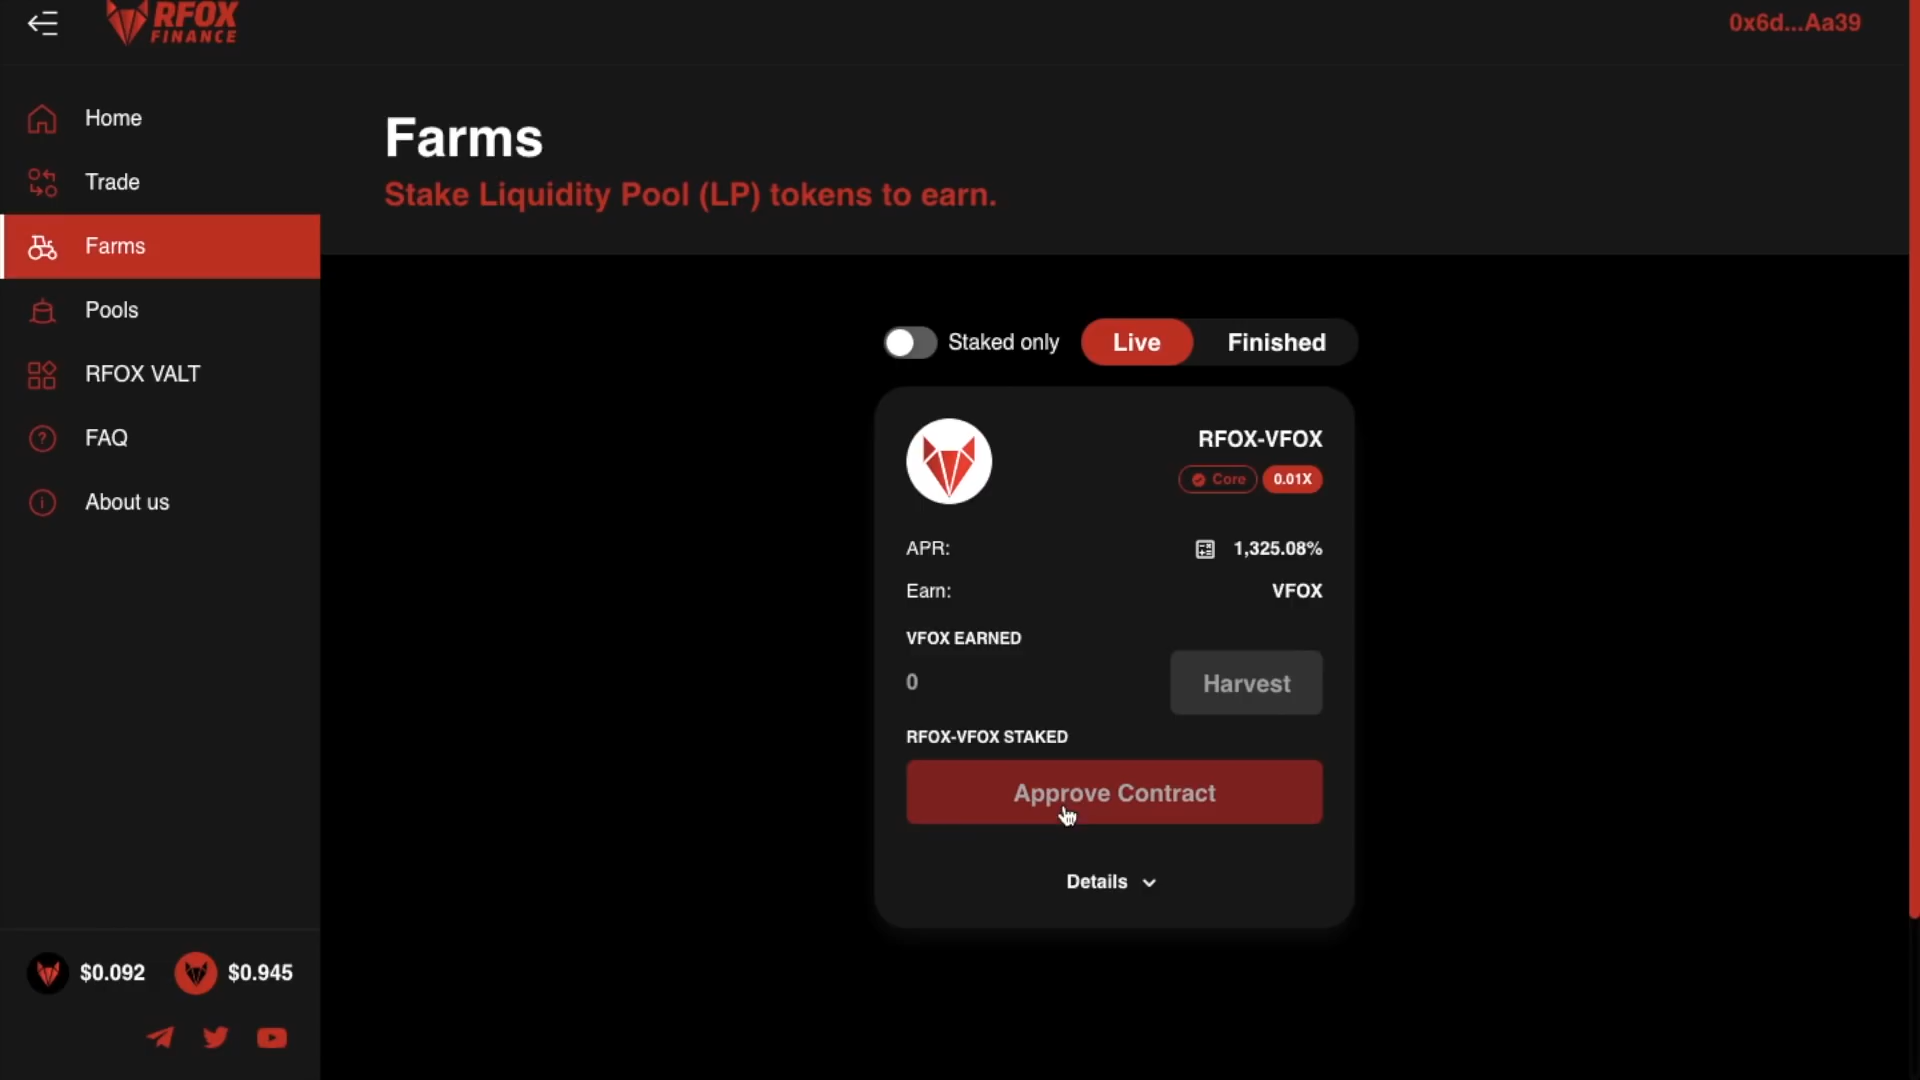 RFOX
FINANCE
0x6d...Aa39
Home
Trade
Farms
Pools
RFOX VALT
FAQ
About us
$0.092
$0.945
Farms
Stake Liquidity Pool (LP) tokens to earn.
Staked only
Live
Finished
RFOX-VFOX
Core
0.01X
APR:
1,325.08%
Earn:
VFOX
VFOX EARNED
0
Harvest
RFOX-VFOX STAKED
Approve Contract
Details